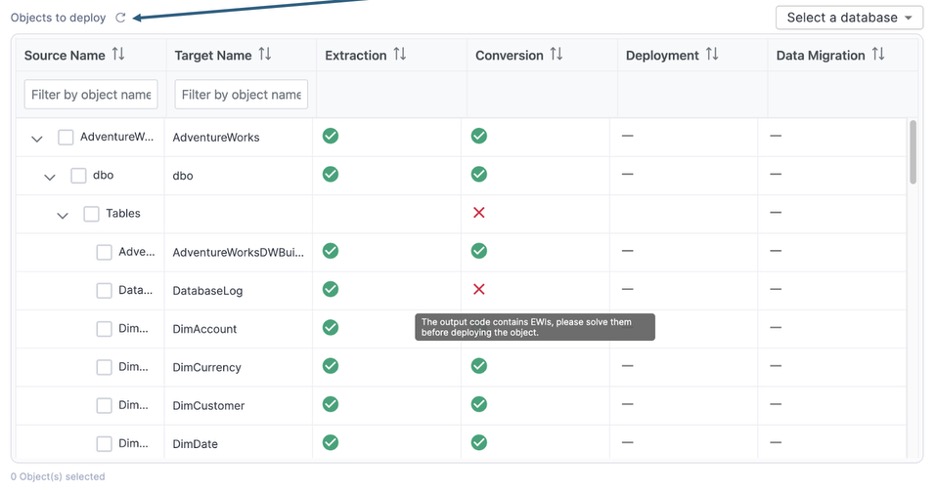 Objects to deploy
Select a database
Source Name Target Name Extraction Conversion Deployment Data Migration
Filter by object name Filter by object name
AdventureW... AdventureWorks
dbo dbo
Tables
Adve... AdventureWorksDWBui...
Data... DatabaseLog
The output code contains EWIs, please solve them
before deploying the object.
Dim... DimAccount
Dim... DimCurrency
Dim... DimCustomer
Dim... DimDate
0 Object(s) selected